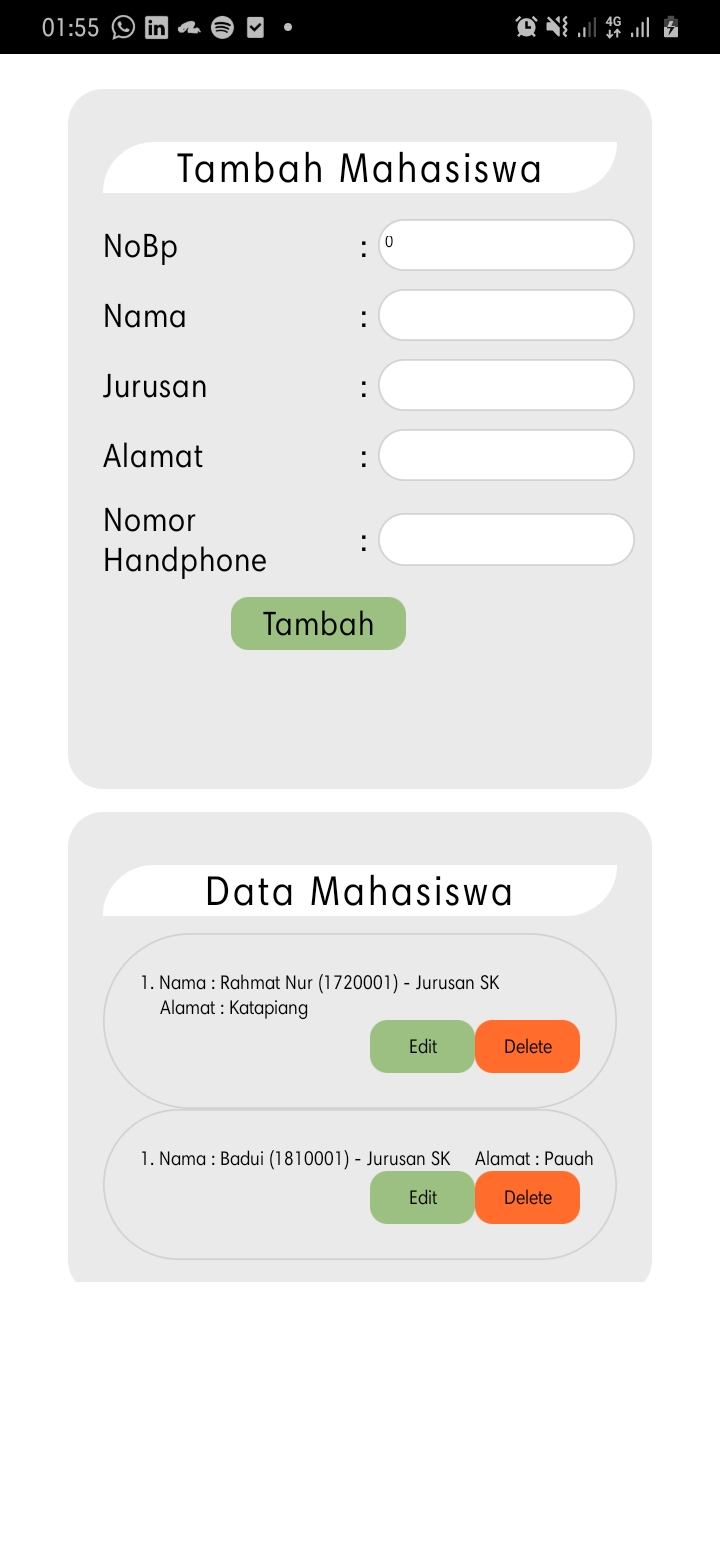 01:55
4G
Tambah Mahasiswa
NoBp : 0
Nama :
Jurusan :
Alamat :
Nomor
Handphone :
Tambah
Data Mahasiswa
1. Nama : Rahmat Nur (1720001) - Jurusan SK
Alamat : Katapiang
Edit Delete
1. Nama : Badui (1810001) - Jurusan SK Alamat : Pauah
Edit Delete